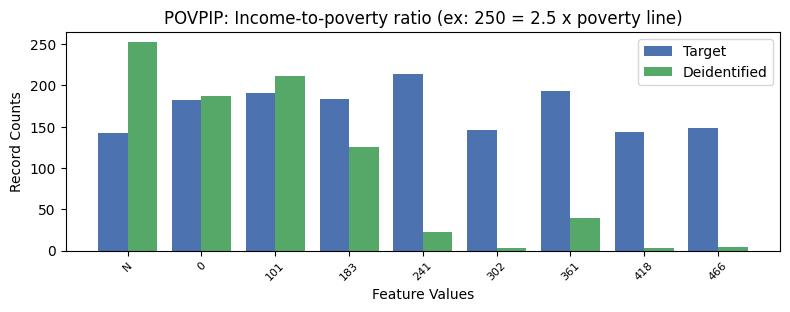 POVPIP: Income-to-poverty ratio (ex: 250 = 2.5 x poverty line)
Target
Deidentified
Record Counts
250
200
150
100
50
0
N
0
101
183
241
302
361
418
466
Feature Values